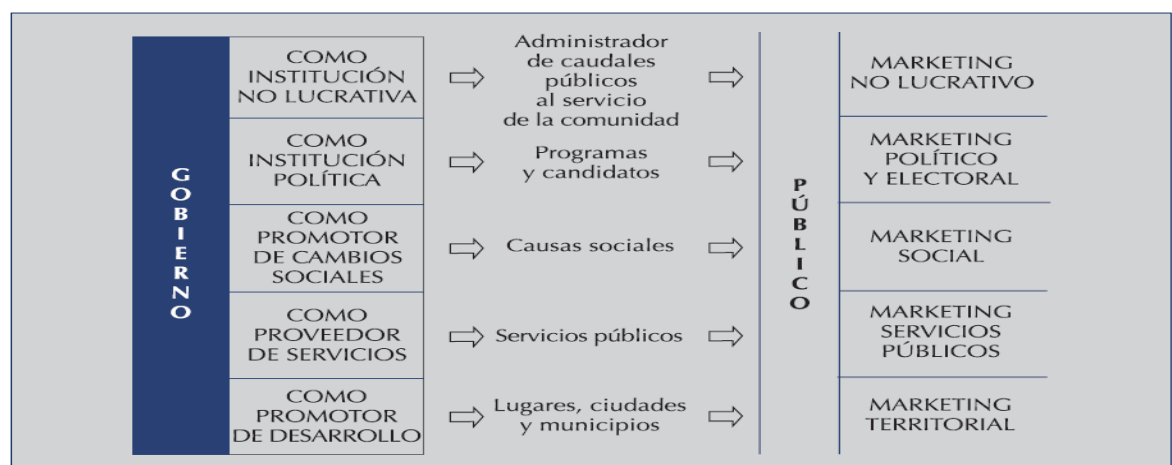 GOBIERNO
COMO
INSTITUCIÓN
NO LUCRATIVA
Administrador
de caudales
públicos
al servicio
de la comunidad
MARKETING
NO LUCRATIVO
COMO
INSTITUCIÓN
POLÍTICA
Programas
y candidatos
MARKETING
POLÍTICO
Y ELECTORAL
COMO
PROMOTOR
DE CAMBIOS
SOCIALES
Causas sociales
MARKETING
SOCIAL
COMO
PROVEEDOR
DE SERVICIOS
Servicios públicos
MARKETING
SERVICIOS
PÚBLICOS
COMO
PROMOTOR
DE DESARROLLO
Lugares, ciudades
y municipios
MARKETING
TERRITORIAL
PÚBLICO